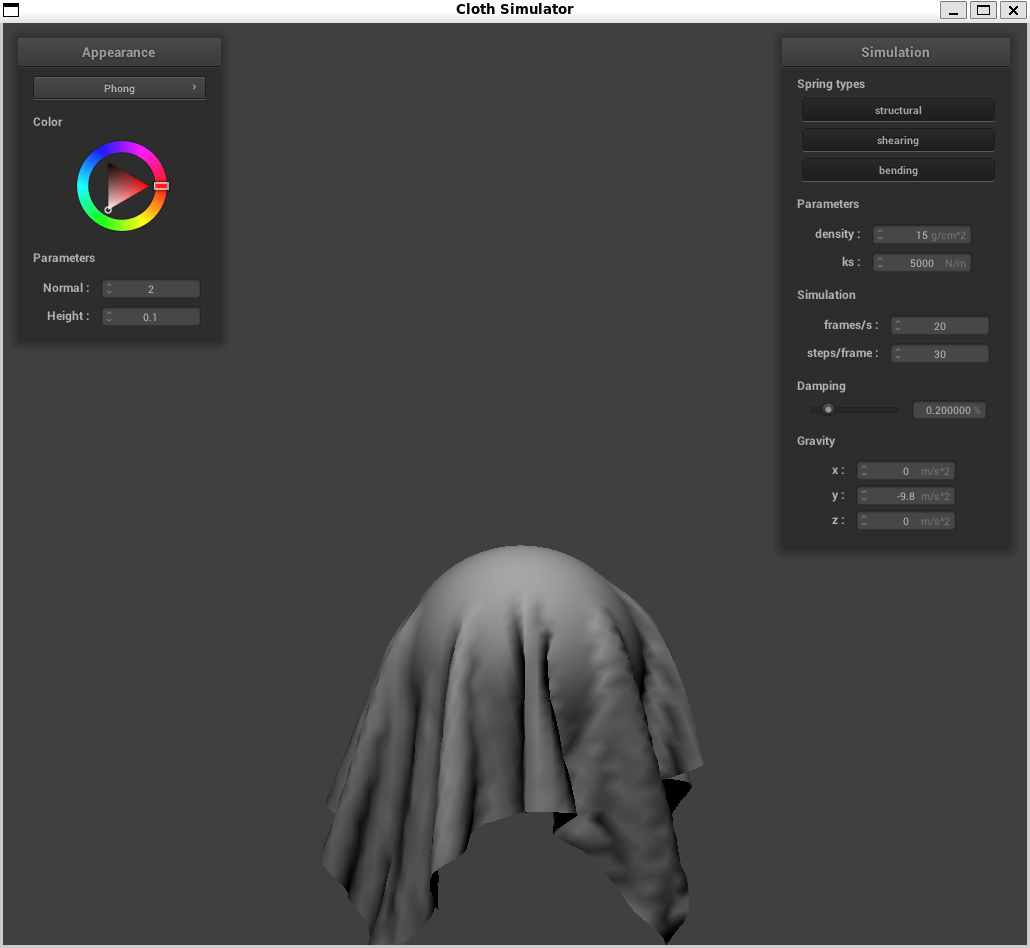 Cloth Simulator
Appearance
Phong
Color
Parameters
Normal : 2
Height : 0.1
Simulation
Spring types
structural
shearing
bending
Parameters
density : 15 g/cm^2
ks : 5000 N/m
Simulation
frames/s : 20
steps/frame : 30
Damping
0.200000 %
Gravity
x : 0 m/s^2
y : -9.8 m/s^2
z : 0 m/s^2